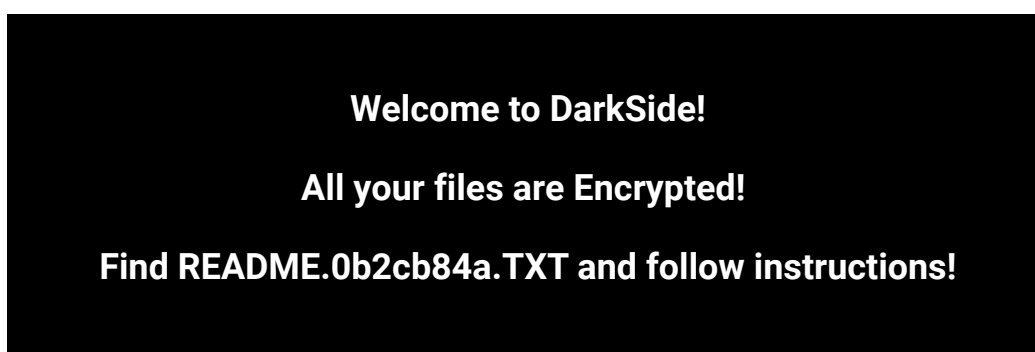 Welcome to DarkSide!
All your files are Encrypted!
Find README.0b2cb84a.TXT and follow instructions!